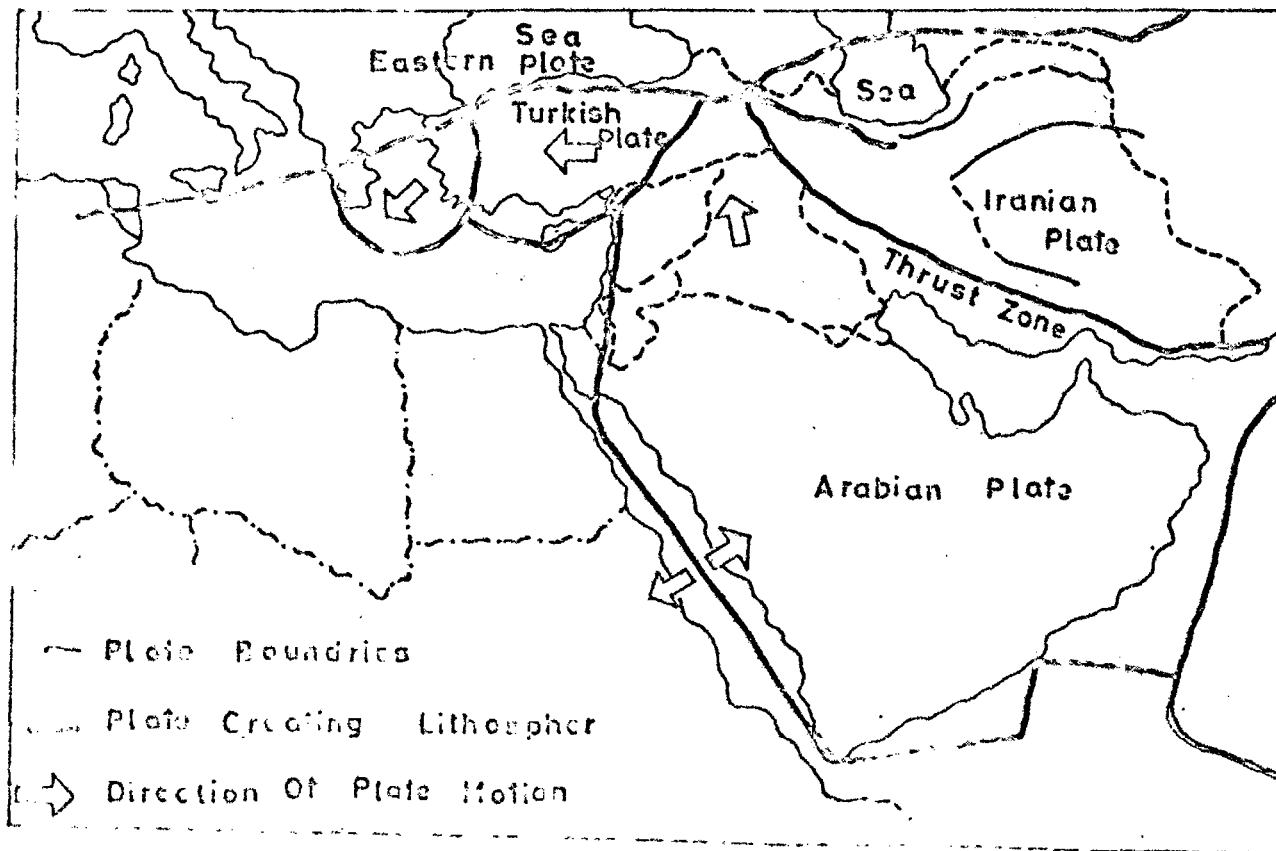 Sea
Eastern Plate
Sea
Turkish
Plate
Iranian
Plate
Thrust Zone
Arabian Plate
Plate Boundries
Plate Creating Lithospher
Direction Of Plate Motion